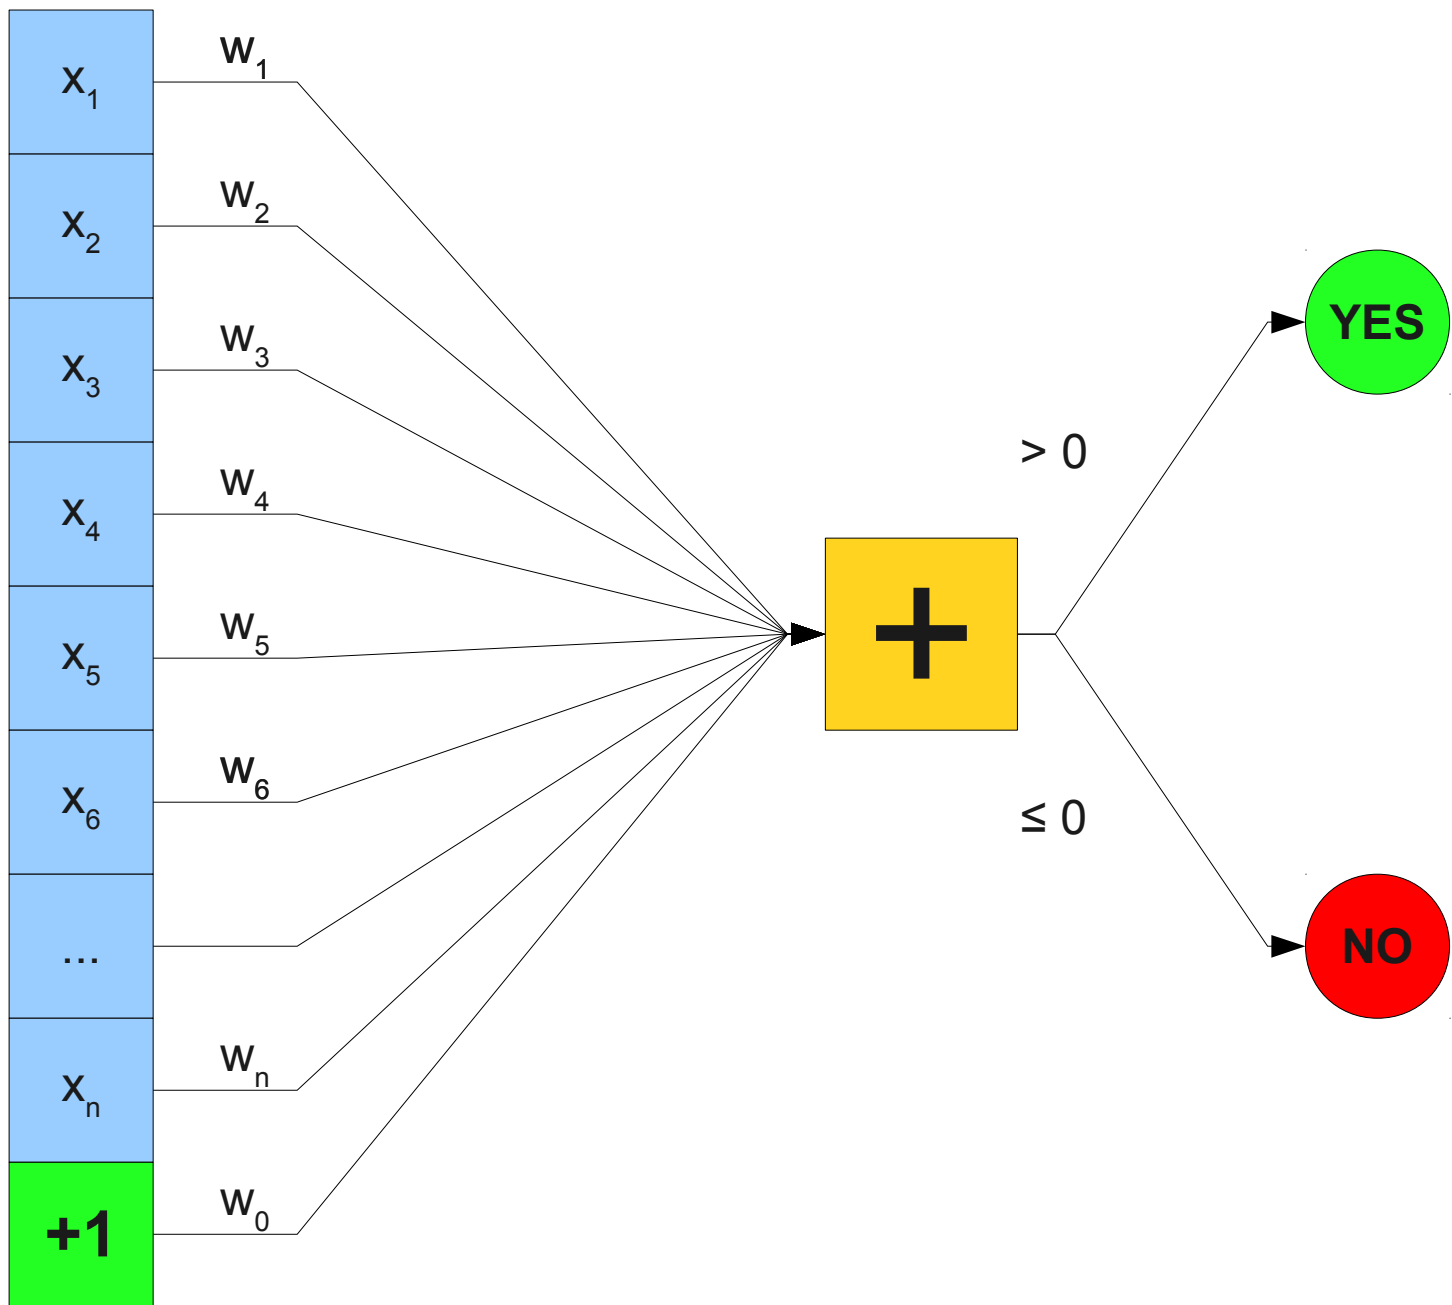 x₁
w₁
x₂
w₂
x₃
w₃
x₄
w₄
x₅
w₅
x₆
w₆
...
xₙ
wₙ
+1
w₀
+
> 0
≤ 0
YES
NO